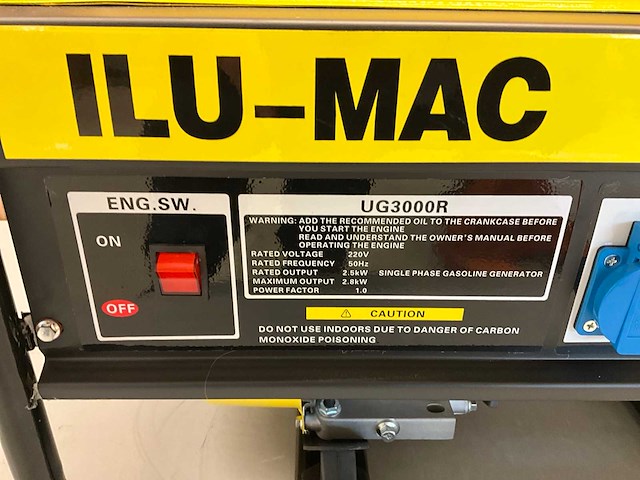 ILU-MAC
ENG.SW.
ON
OFF
UG3000R
WARNING: ADD THE RECOMMENDED OIL TO THE CRANKCASE BEFORE
YOU START THE ENGINE
READ AND UNDERSTAND THE OWNER'S MANUAL BEFORE
OPERATING THE ENGINE
RATED VOLTAGE 220V
RATED FREQUENCY 50Hz
RATED OUTPUT 2.5kW SINGLE PHASE GASOLINE GENERATOR
MAXIMUM OUTPUT 2.8kW
POWER FACTOR 1.0
⚠ CAUTION
DO NOT USE INDOORS DUE TO DANGER OF CARBON
MONOXIDE POISONING